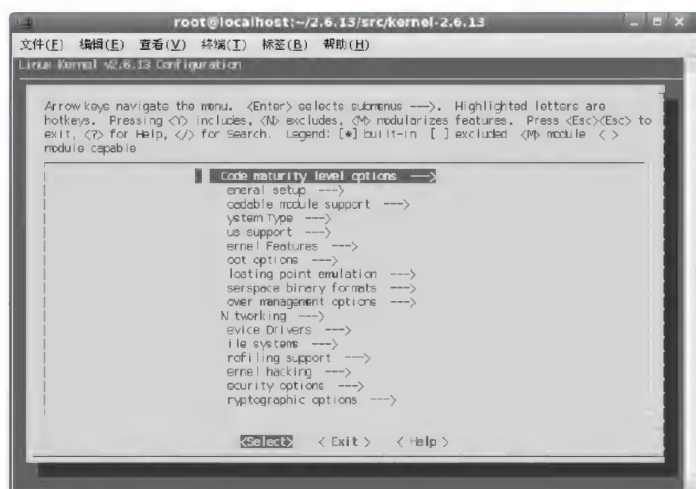 root@localhost:~/2.6.13/src/kernel-2.6.13
文件(F) 编辑(E) 查看(V) 终端(T) 标签(B) 帮助(H)
Linux Kernel v2.6.13 Configuration
Arrow keys navigate the menu. <Enter> selects submenus --->. Highlighted letters are
hotkeys. Pressing <Y> includes, <N> excludes, <M> modularizes features. Press <Esc><Esc> to
exit, <?> for Help, </> for Search. Legend: [*] built-in [ ] excluded <M> module < >
module capable
Code maturity level options --->
eneral setup --->
oadable module support --->
ystem Type --->
us support --->
ernel Features --->
oot options --->
loating point emulation --->
serspace binary formats --->
ower management options --->
N tworking --->
evice Drivers --->
ile systems --->
rofiling support --->
ernel hacking --->
ecurity options --->
ryptographic options --->
<Select> < Exit > < Help >